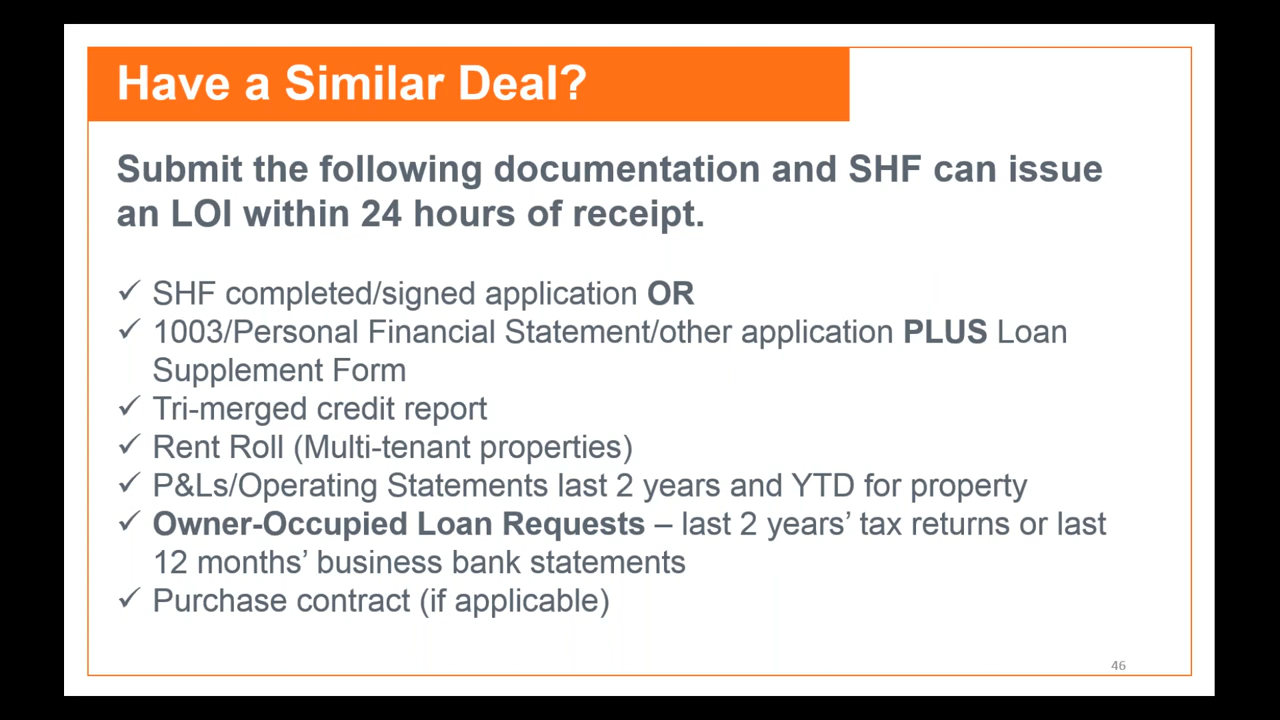 Have a Similar Deal?
Submit the following documentation and SHF can issue
an LOI within 24 hours of receipt.
✓ SHF completed/signed application OR
✓ 1003/Personal Financial Statement/other application PLUS Loan
Supplement Form
✓ Tri-merged credit report
✓ Rent Roll (Multi-tenant properties)
✓ P&Ls/Operating Statements last 2 years and YTD for property
✓ Owner-Occupied Loan Requests – last 2 years’ tax returns or last
12 months’ business bank statements
✓ Purchase contract (if applicable)
46